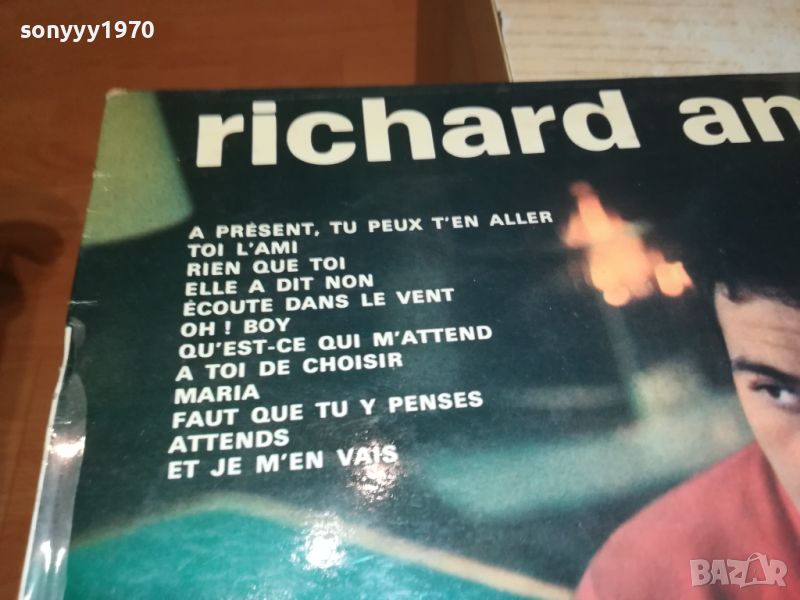 sonyyy1970
richard an
A PRÉSENT, TU PEUX T'EN ALLER
TOI L'AMI
RIEN QUE TOI
ELLE A DIT NON
ÉCOUTE DANS LE VENT
OH ! BOY
QU'EST-CE QUI M'ATTEND
A TOI DE CHOISIR
MARIA
FAUT QUE TU Y PENSES
ATTENDS
ET JE M'EN VAIS
BAZAR